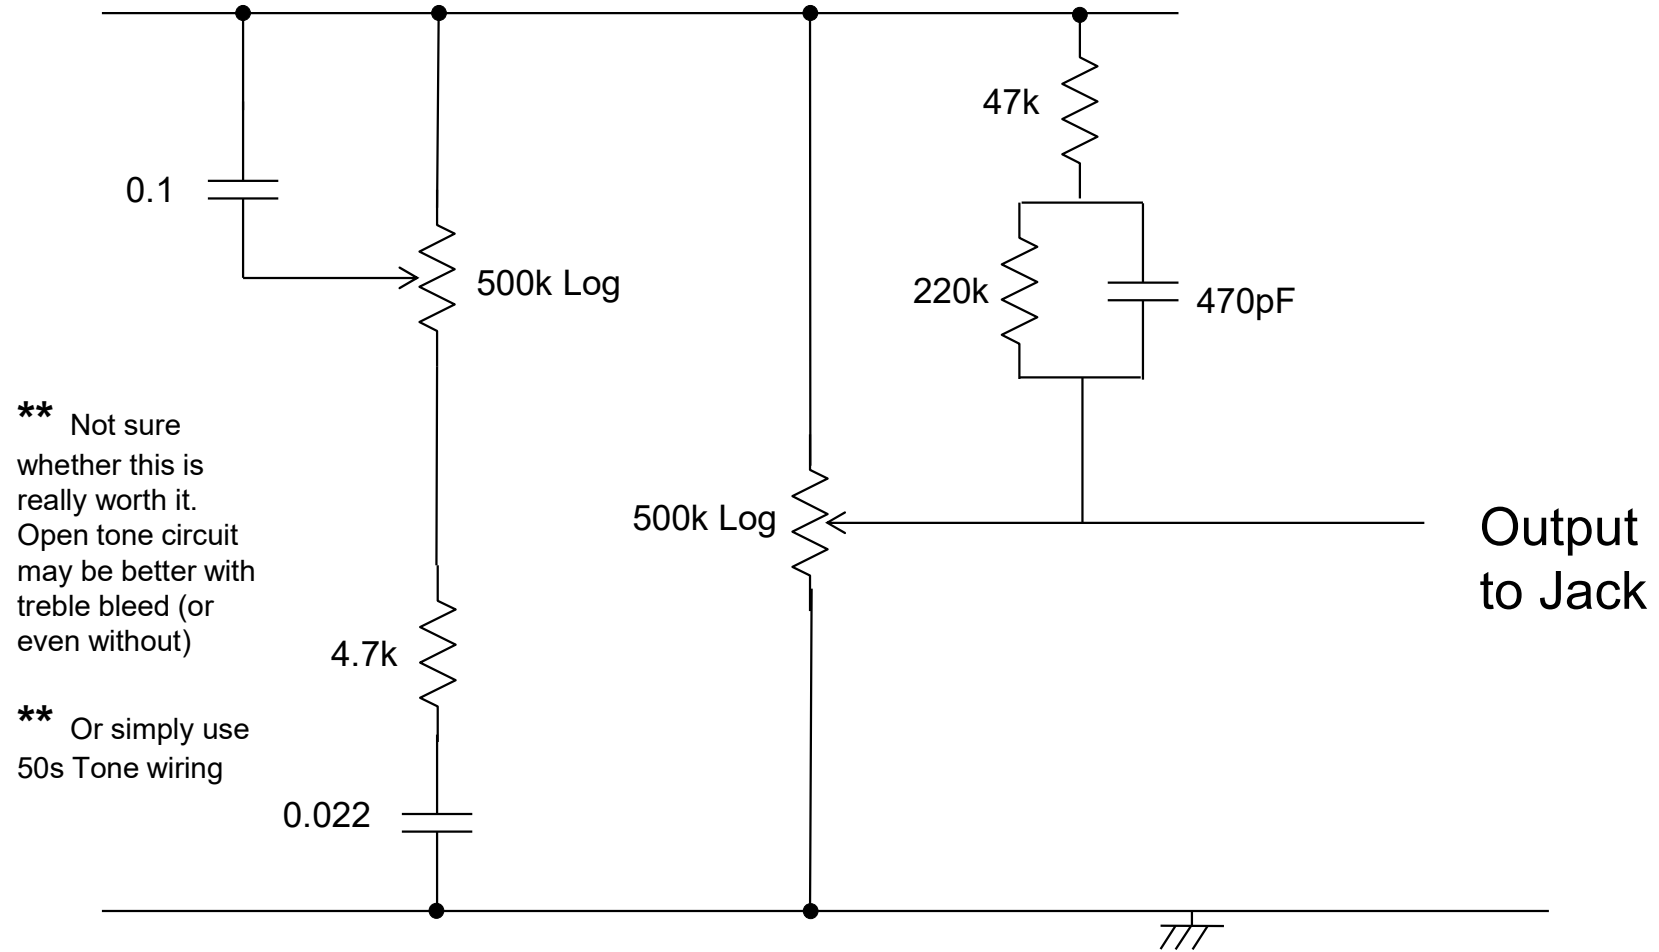 47k
0.1
500k Log
220k
470pF
** Not sure
whether this is
really worth it.
Open tone circuit
may be better with
treble bleed (or
even without)
500k Log
Output
to Jack
4.7k
** Or simply use
50s Tone wiring
0.022